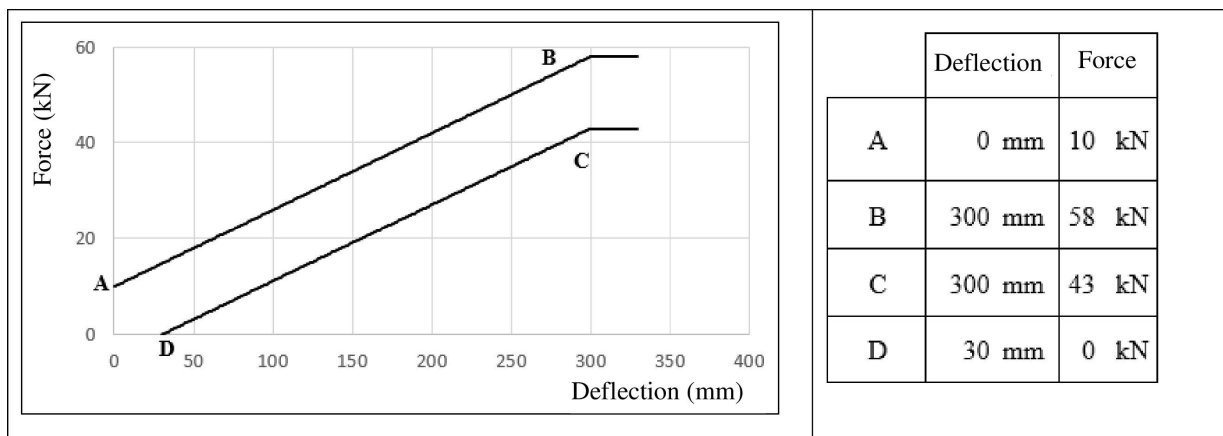 60
40
20
0
Force (kN)
A
B
C
D
0 50 100 150 200 250 300 350 400
Deflection (mm)
Deflection Force
A 0 mm 10 kN
B 300 mm 58 kN
C 300 mm 43 kN
D 30 mm 0 kN